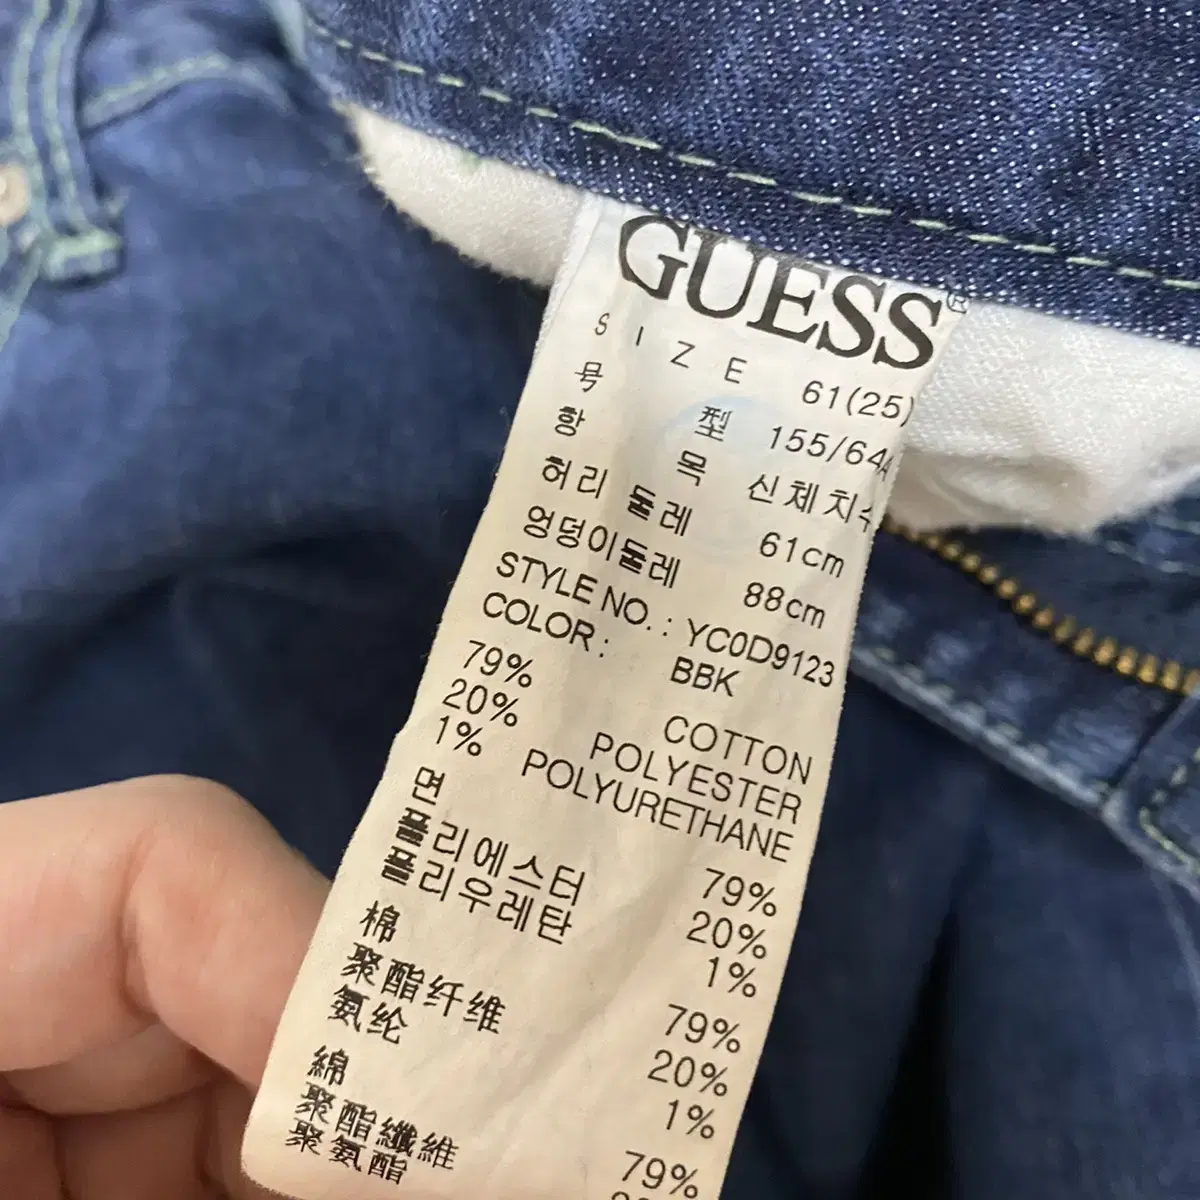 GUESS®
SIZE 61(25)
号型 155/64A
항목 신체치수
허리둘레 61cm
엉덩이둘레 88cm
STYLE NO.: YC0D9123
COLOR: BBK
79% COTTON
20% POLYESTER
1% POLYURETHANE
면 79%
폴리에스터 20%
폴리우레탄 1%
棉 79%
聚酯纤维 20%
氨纶 1%
綿 79%
聚酯纖維
聚氨酯